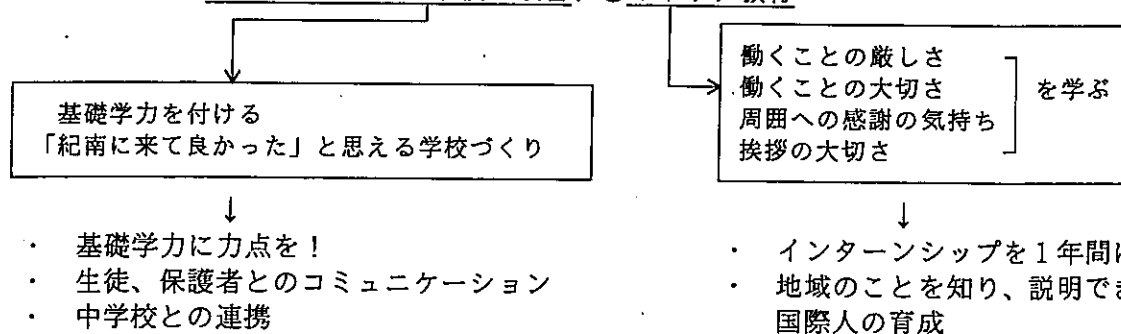 基礎学力を付ける
「紀南に来て良かった」と思える学校づくり
働くことの厳しさ
働くことの大切さ
周囲への感謝の気持ち
挨拶の大切さ
を学ぶ
↓
・ 基礎学力に力点を!
・ 生徒、保護者とのコミュニケーション
・ 中学校との連携
↓
・ インターンシップを1年間
・ 地域のことを知り、説明で
国際人の育成